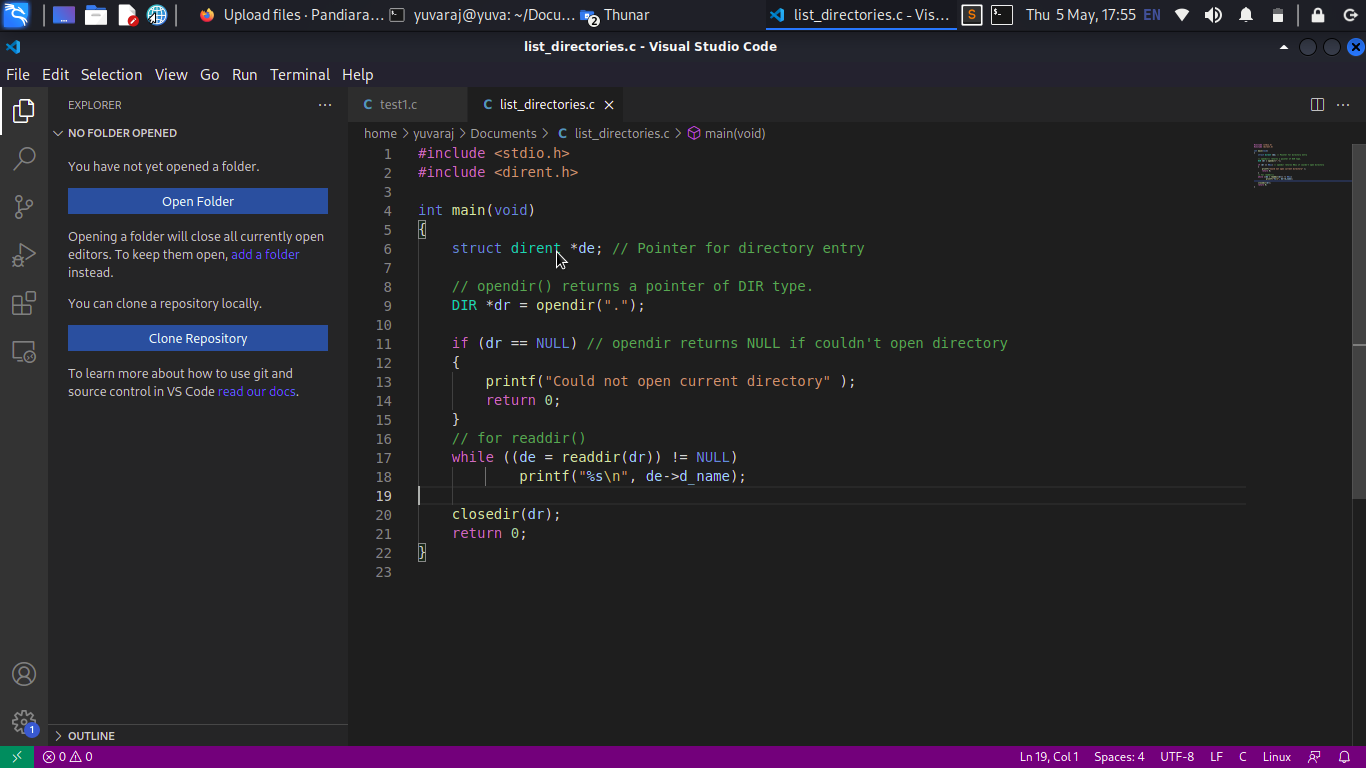 Upload files · Pandiara… yuvaraj@yuva: ~/Docu… 2 Thunar list_directories.c - Vis… S Thu 5 May, 17:55 EN
list_directories.c - Visual Studio Code
File Edit Selection View Go Run Terminal Help
EXPLORER ···
test1.c
list_directories.c
NO FOLDER OPENED
You have not yet opened a folder.
Open Folder
Opening a folder will close all currently open
editors. To keep them open, add a folder
instead.
You can clone a repository locally.
Clone Repository
To learn more about how to use git and
source control in VS Code read our docs.
1
OUTLINE
home > yuvaraj > Documents > C list_directories.c > main(void)
1 #include <stdio.h>
2 #include <dirent.h>
3
4 int main(void)
5 {
6 struct dirent *de; // Pointer for directory entry
7
8 // opendir() returns a pointer of DIR type.
9 DIR *dr = opendir(".");
10
11 if (dr == NULL) // opendir returns NULL if couldn't open directory
12 {
13 printf("Could not open current directory" );
14 return 0;
15 }
16 // for readdir()
17 while ((de = readdir(dr)) != NULL)
18 printf("%s\n", de->d_name);
19
20 closedir(dr);
21 return 0;
22 }
23
0 0 Ln 19, Col 1 Spaces: 4 UTF-8 LF C Linux